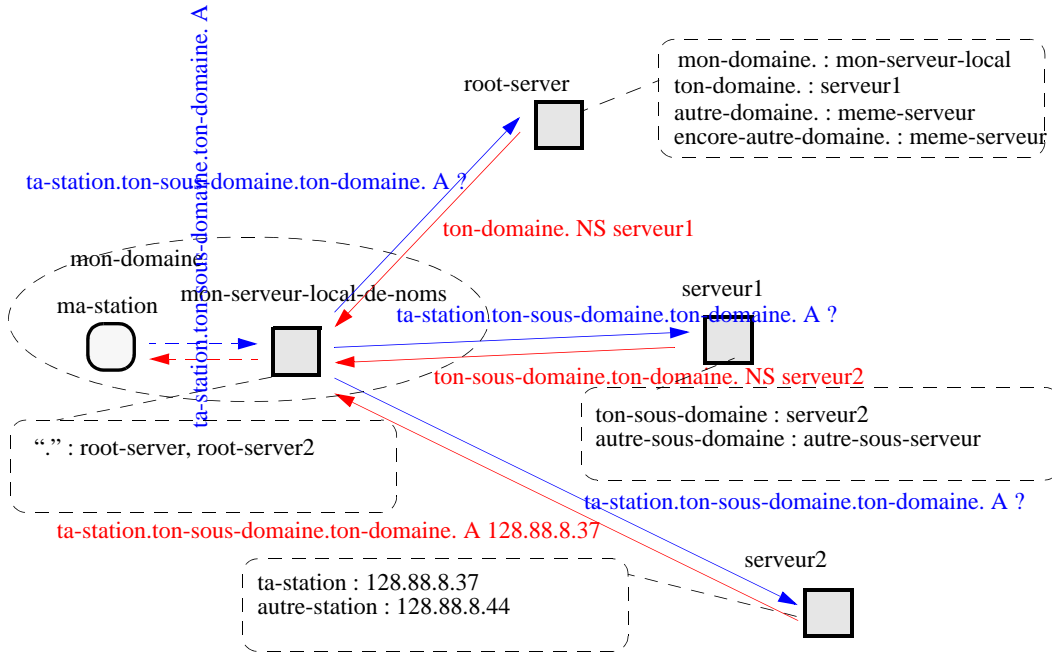 ta-station.ton-sous-domaine.ton-domaine. A
root-server
mon-domaine. : mon-serveur-local
ton-domaine. : serveur1
autre-domaine. : meme-serveur
encore-autre-domaine. : meme-serveur
ta-station.ton-sous-domaine.ton-domaine. A ?
ton-domaine. NS serveur1
mon-domaine
ma-station
mon-serveur-local-de-noms
serveur1
ta-station.ton-sous-domaine.ton-domaine. A ?
ton-sous-domaine.ton-domaine. NS serveur2
ton-sous-domaine : serveur2
autre-sous-domaine : autre-sous-serveur
“.” : root-server, root-server2
ta-station.ton-sous-domaine.ton-domaine. A ?
ta-station.ton-sous-domaine.ton-domaine. A 128.88.8.37
serveur2
ta-station : 128.88.8.37
autre-station : 128.88.8.44